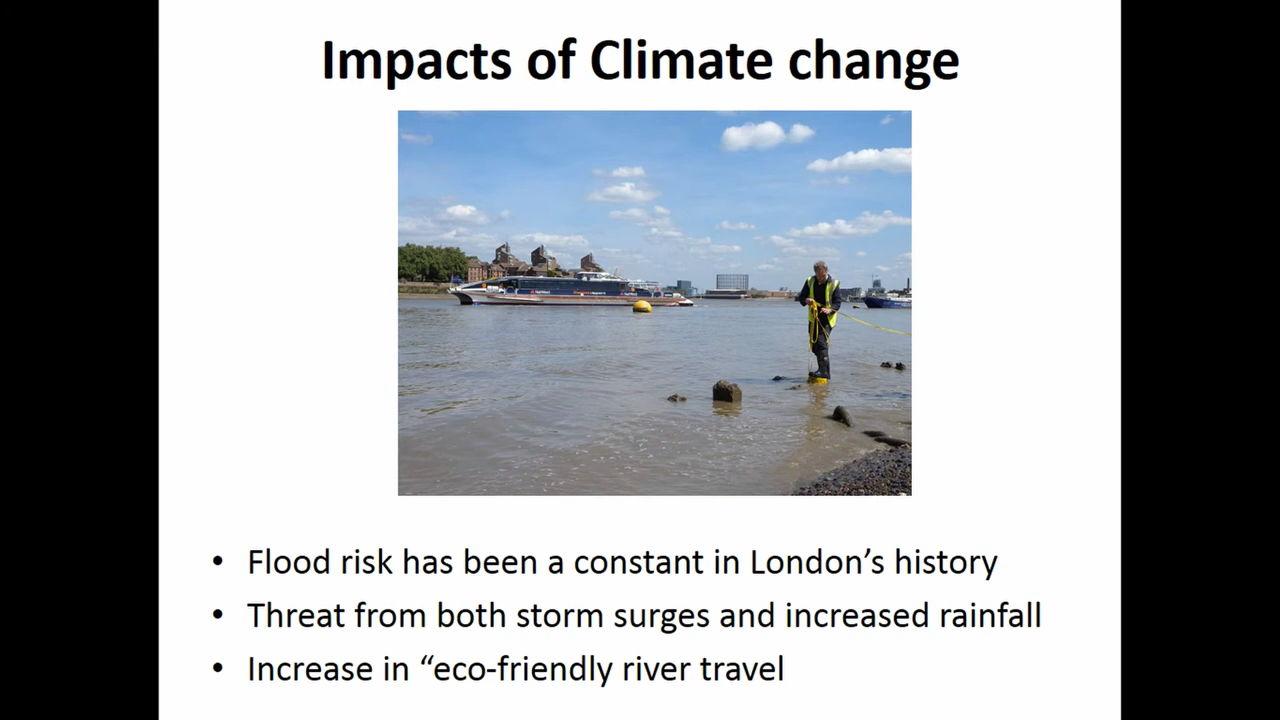 Impacts of Climate change
• Flood risk has been a constant in London’s history
• Threat from both storm surges and increased rainfall
• Increase in “eco-friendly river travel